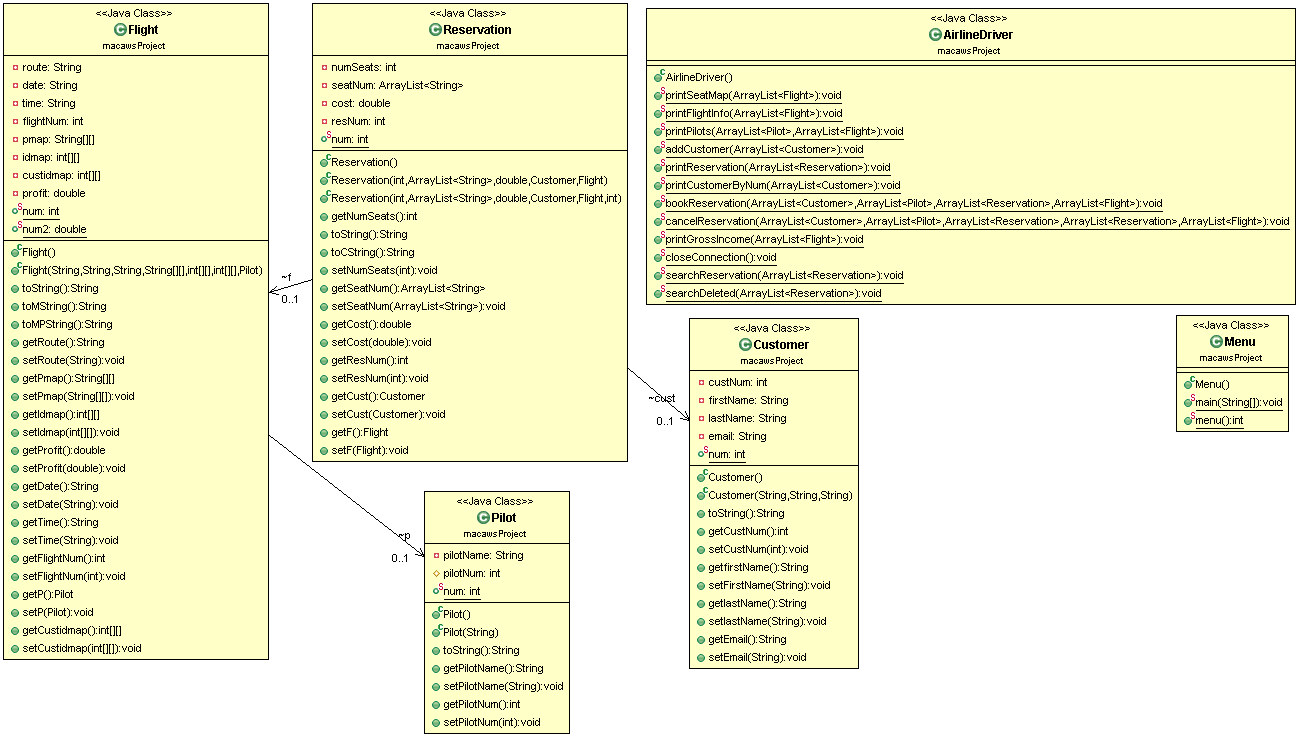 <<Java Class>>
Flight
macawsProject
route: String
date: String
time: String
flightNum: int
pmap: String[][]
idmap: int[][]
custidmap: int[][]
profit: double
num: int
num2: double
Flight()
Flight(String,String,String,String[][],int[][],int[][],Pilot)
toString():String
toMString():String
toMPString():String
getRoute():String
setRoute(String):void
getPmap():String[][]
setPmap(String[][]):void
getIdmap():int[][]
setIdmap(int[][]):void
getProfit():double
setProfit(double):void
getDate():String
setDate(String):void
getTime():String
setTime(String):void
getFlightNum():int
setFlightNum(int):void
getP():Pilot
setP(Pilot):void
getCustidmap():int[][]
setCustidmap(int[][]):void
~f
0..1
<<Java Class>>
Reservation
macawsProject
numSeats: int
seatNum: ArrayList<String>
cost: double
resNum: int
num: int
Reservation()
Reservation(int,ArrayList<String>,double,Customer,Flight)
Reservation(int,ArrayList<String>,double,Customer,Flight,int)
getNumSeats():int
toString():String
toCString():String
setNumSeats(int):void
getSeatNum():ArrayList<String>
setSeatNum(ArrayList<String>):void
getCost():double
setCost(double):void
getResNum():int
setResNum(int):void
getCust():Customer
setCust(Customer):void
getF():Flight
setF(Flight):void
<<Java Class>>
AirlineDriver
macawsProject
AirlineDriver()
printSeatMap(ArrayList<Flight>):void
printFlightInfo(ArrayList<Flight>):void
printPilots(ArrayList<Pilot>,ArrayList<Flight>):void
addCustomer(ArrayList<Customer>):void
printReservation(ArrayList<Reservation>):void
printCustomerByNum(ArrayList<Customer>):void
bookReservation(ArrayList<Customer>,ArrayList<Pilot>,ArrayList<Reservation>,ArrayList<Flight>):void
cancelReservation(ArrayList<Customer>,ArrayList<Pilot>,ArrayList<Reservation>,ArrayList<Reservation>,ArrayList<Flight>):void
printGrossIncome(ArrayList<Flight>):void
closeConnection():void
searchReservation(ArrayList<Reservation>):void
searchDeleted(ArrayList<Reservation>):void
~cust
0..1
<<Java Class>>
Customer
macawsProject
custNum: int
firstName: String
lastName: String
email: String
num: int
Customer()
Customer(String,String,String)
toString():String
getCustNum():int
setCustNum(int):void
getfirstName():String
setFirstName(String):void
getlastName():String
setlastName(String):void
getEmail():String
setEmail(String):void
<<Java Class>>
Menu
macawsProject
Menu()
main(String[]):void
menu():int
~p
0..1
<<Java Class>>
Pilot
macawsProject
pilotName: String
pilotNum: int
num: int
Pilot()
Pilot(String)
toString():String
getPilotName():String
setPilotName(String):void
getPilotNum():int
setPilotNum(int):void